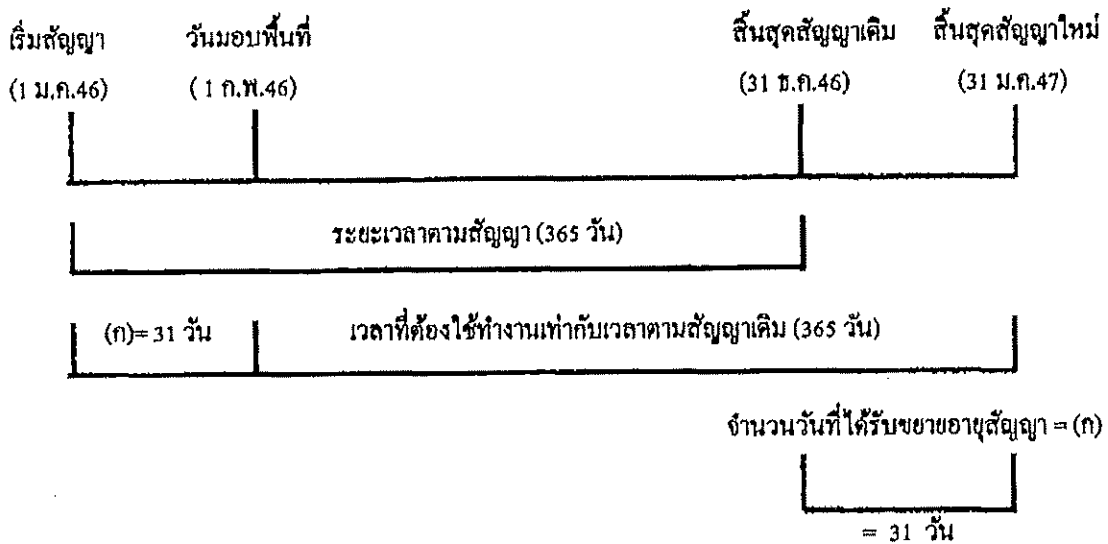 เริ่มสัญญา วันมอบพื้นที่ สิ้นสุดสัญญาเดิม สิ้นสุดสัญญาใหม่
(1 ม.ค.46) ( 1 ก.พ.46) (31 ธ.ค.46) (31 ม.ค.47)
ระยะเวลาตามสัญญา (365 วัน)
(ก)= 31 วัน เวลาที่ต้องใช้ทำงานเท่ากับเวลาตามสัญญาเดิม (365 วัน)
จำนวนวันที่ได้รับขยายอายุสัญญา = (ก)
= 31 วัน